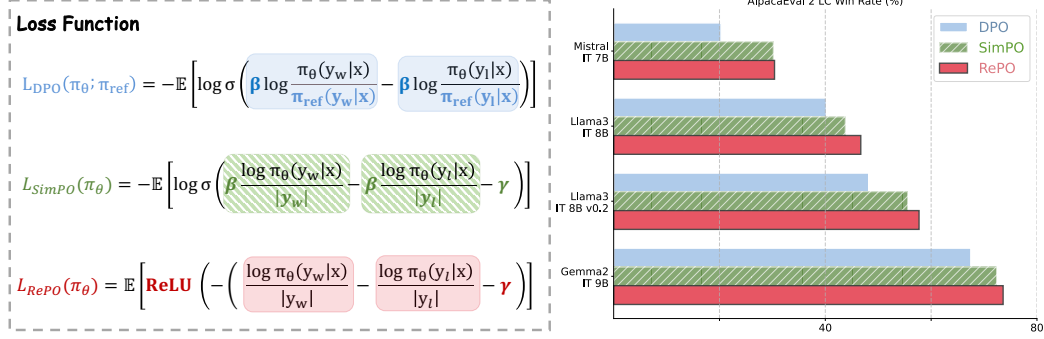 Loss Function
L_DPO(π_θ; π_ref) = −𝔼[log σ(β log π_θ(y_w|x)/π_ref(y_w|x) − β log π_θ(y_l|x)/π_ref(y_l|x))]
L_SimPO(π_θ) = −𝔼[log σ(β log π_θ(y_w|x)/|y_w| − β log π_θ(y_l|x)/|y_l| − γ)]
L_RePO(π_θ) = 𝔼[ReLU(−(log π_θ(y_w|x)/|y_w| − log π_θ(y_l|x)/|y_l| − γ)]
AlpacaEval 2 LC Win Rate (%)
DPO
SimPO
RePO
Mistral
IT 7B
Llama3
IT 8B
Llama3
IT 8B v0.2
Gemma2
IT 9B
40
80